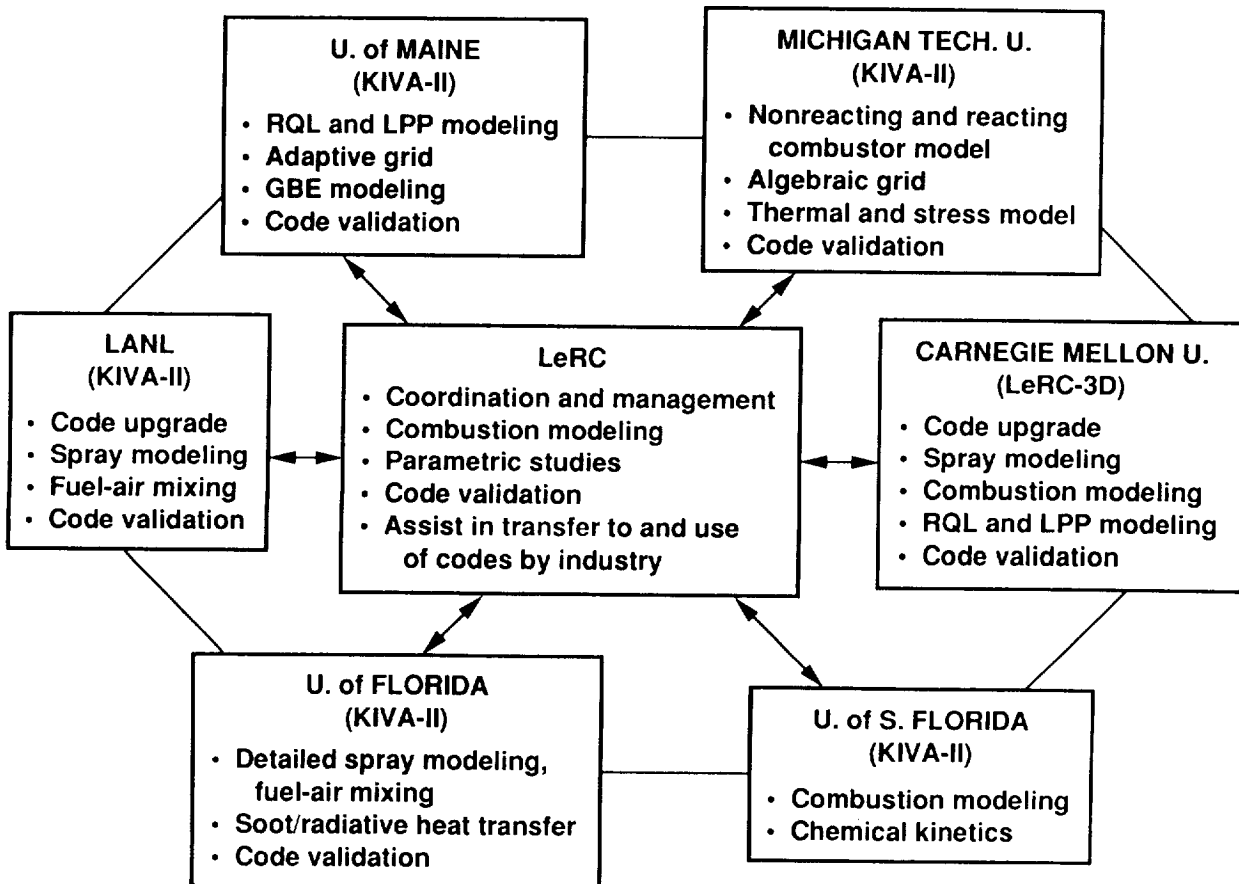 U. of MAINE
(KIVA-II)
• RQL and LPP modeling
• Adaptive grid
• GBE modeling
• Code validation
MICHIGAN TECH. U.
(KIVA-II)
• Nonreacting and reacting
combustor model
• Algebraic grid
• Thermal and stress model
• Code validation
LANL
(KIVA-II)
• Code upgrade
• Spray modeling
• Fuel-air mixing
• Code validation
LeRC
• Coordination and management
• Combustion modeling
• Parametric studies
• Code validation
• Assist in transfer to and use
of codes by industry
CARNEGIE MELLON U.
(LeRC-3D)
• Code upgrade
• Spray modeling
• Combustion modeling
• RQL and LPP modeling
• Code validation
U. of FLORIDA
(KIVA-II)
• Detailed spray modeling,
fuel-air mixing
• Soot/radiative heat transfer
• Code validation
U. of S. FLORIDA
(KIVA-II)
• Combustion modeling
• Chemical kinetics